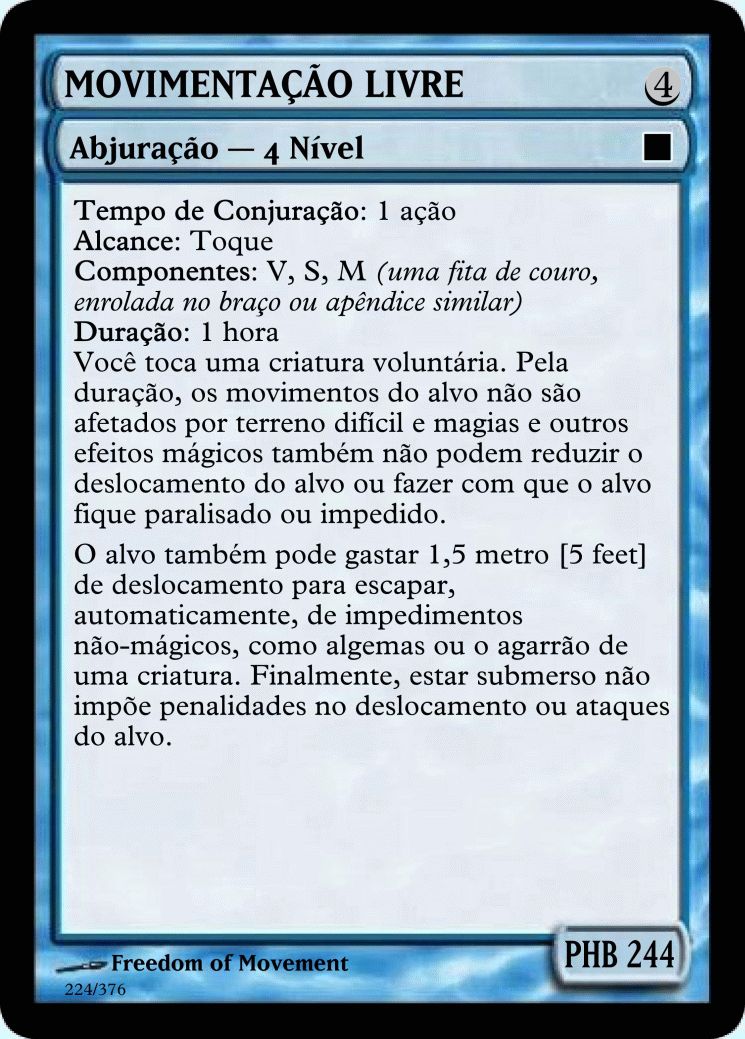 MOVIMENTAÇÃO LIVRE 4
Abjuração — 4 Nível
Tempo de Conjuração: 1 ação
Alcance: Toque
Componentes: V, S, M (uma fita de couro,
enrolada no braço ou apêndice similar)
Duração: 1 hora
Você toca uma criatura voluntária. Pela
duração, os movimentos do alvo não são
afetados por terreno difícil e magias e outros
efeitos mágicos também não podem reduzir o
deslocamento do alvo ou fazer com que o alvo
fique paralisado ou impedido.
O alvo também pode gastar 1,5 metro [5 feet]
de deslocamento para escapar,
automaticamente, de impedimentos
não-mágicos, como algemas ou o agarrão de
uma criatura. Finalmente, estar submerso não
impõe penalidades no deslocamento ou ataques
do alvo.
Freedom of Movement
PHB 244
224/376